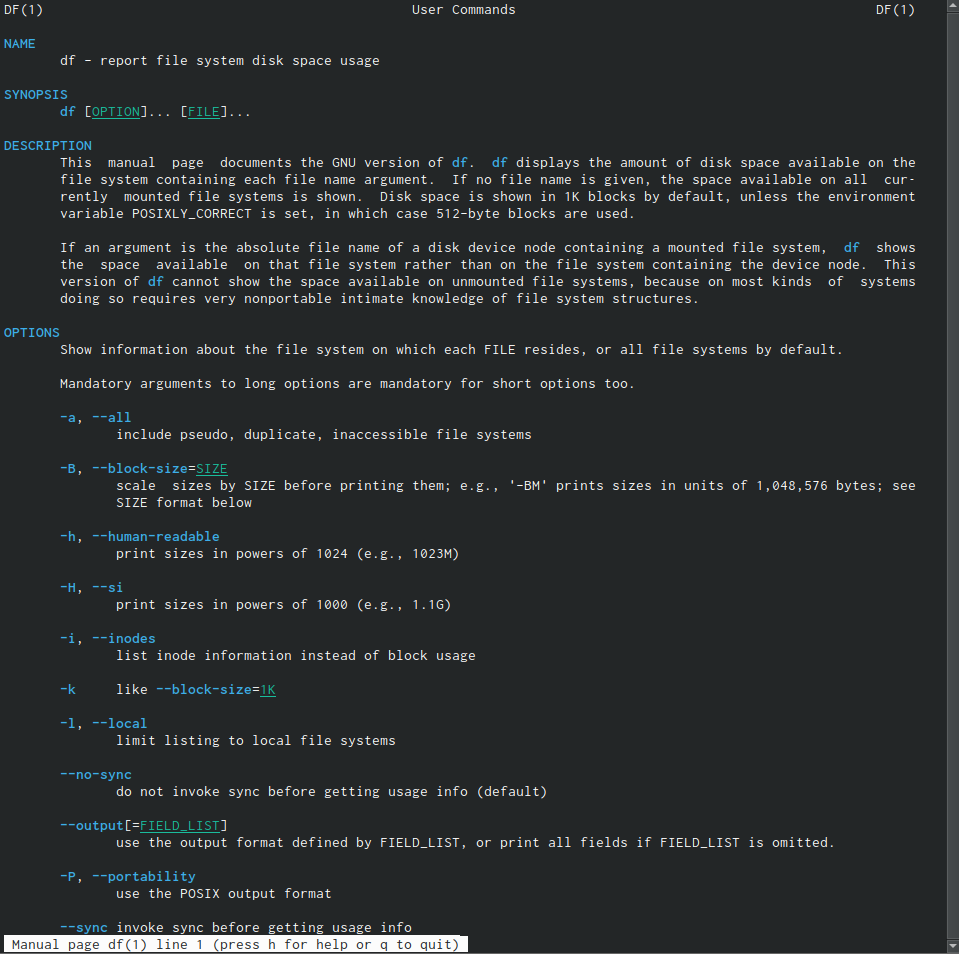 DF(1) User Commands DF(1)
NAME
df - report file system disk space usage
SYNOPSIS
df [OPTION]... [FILE]...
DESCRIPTION
This manual page documents the GNU version of df. df displays the amount of disk space available on the
file system containing each file name argument. If no file name is given, the space available on all cur-
rently mounted file systems is shown. Disk space is shown in 1K blocks by default, unless the environment
variable POSIXLY_CORRECT is set, in which case 512-byte blocks are used.
If an argument is the absolute file name of a disk device node containing a mounted file system, df shows
the space available on that file system rather than on the file system containing the device node. This
version of df cannot show the space available on unmounted file systems, because on most kinds of systems
doing so requires very nonportable intimate knowledge of file system structures.
OPTIONS
Show information about the file system on which each FILE resides, or all file systems by default.
Mandatory arguments to long options are mandatory for short options too.
-a, --all
include pseudo, duplicate, inaccessible file systems
-B, --block-size=SIZE
scale sizes by SIZE before printing them; e.g., '-BM' prints sizes in units of 1,048,576 bytes; see
SIZE format below
-h, --human-readable
print sizes in powers of 1024 (e.g., 1023M)
-H, --si
print sizes in powers of 1000 (e.g., 1.1G)
-i, --inodes
list inode information instead of block usage
-k like --block-size=1K
-l, --local
limit listing to local file systems
--no-sync
do not invoke sync before getting usage info (default)
--output[=FIELD_LIST]
use the output format defined by FIELD_LIST, or print all fields if FIELD_LIST is omitted.
-P, --portability
use the POSIX output format
--sync invoke sync before getting usage info
Manual page df(1) line 1 (press h for help or q to quit)